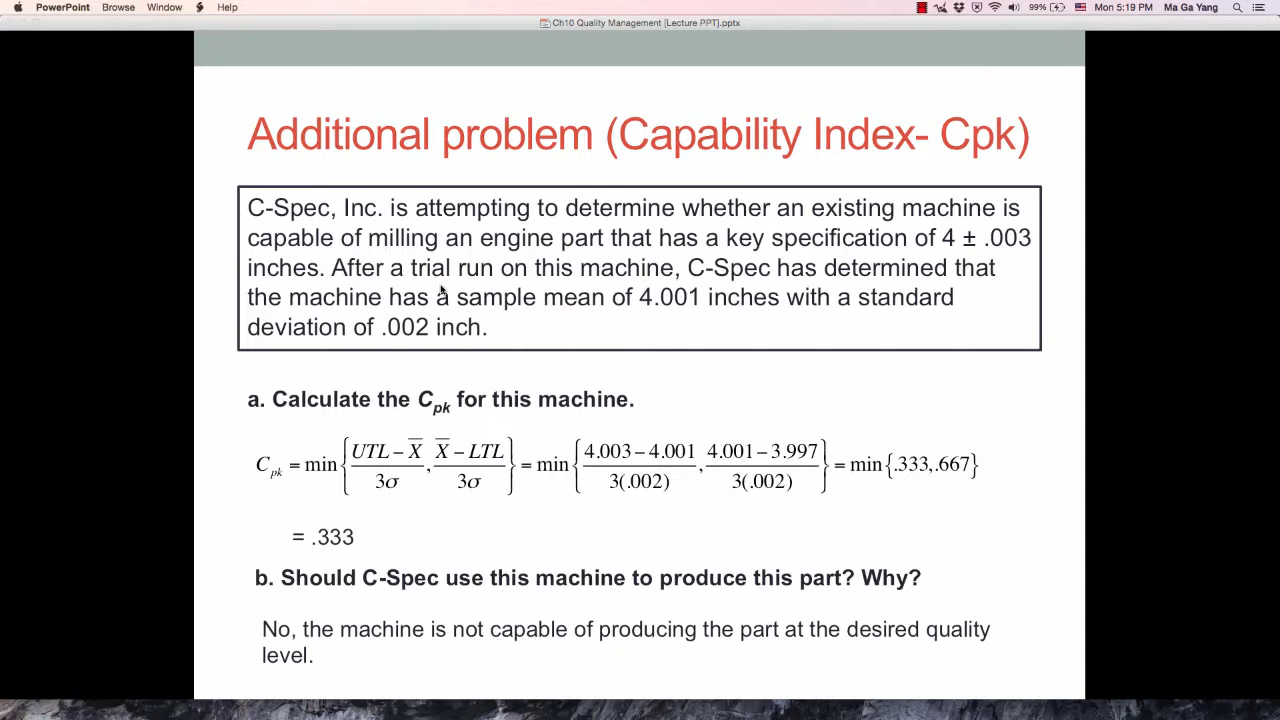 PowerPoint Browse Window Help 99% Mon 5:19 PM Ma Ga Yang
Ch10 Quality Management [Lecture PPT].pptx
Additional problem (Capability Index- Cpk)
C-Spec, Inc. is attempting to determine whether an existing machine is
capable of milling an engine part that has a key specification of 4 ± .003
inches. After a trial run on this machine, C-Spec has determined that
the machine has a sample mean of 4.001 inches with a standard
deviation of .002 inch.
a. Calculate the Cpk for this machine.
C_pk = min{(UTL − X̅)/3σ, (X̅ − LTL)/3σ} = min{(4.003 − 4.001)/3(.002), (4.001 − 3.997)/3(.002)} = min{.333, .667}
= .333
b. Should C-Spec use this machine to produce this part? Why?
No, the machine is not capable of producing the part at the desired quality
level.